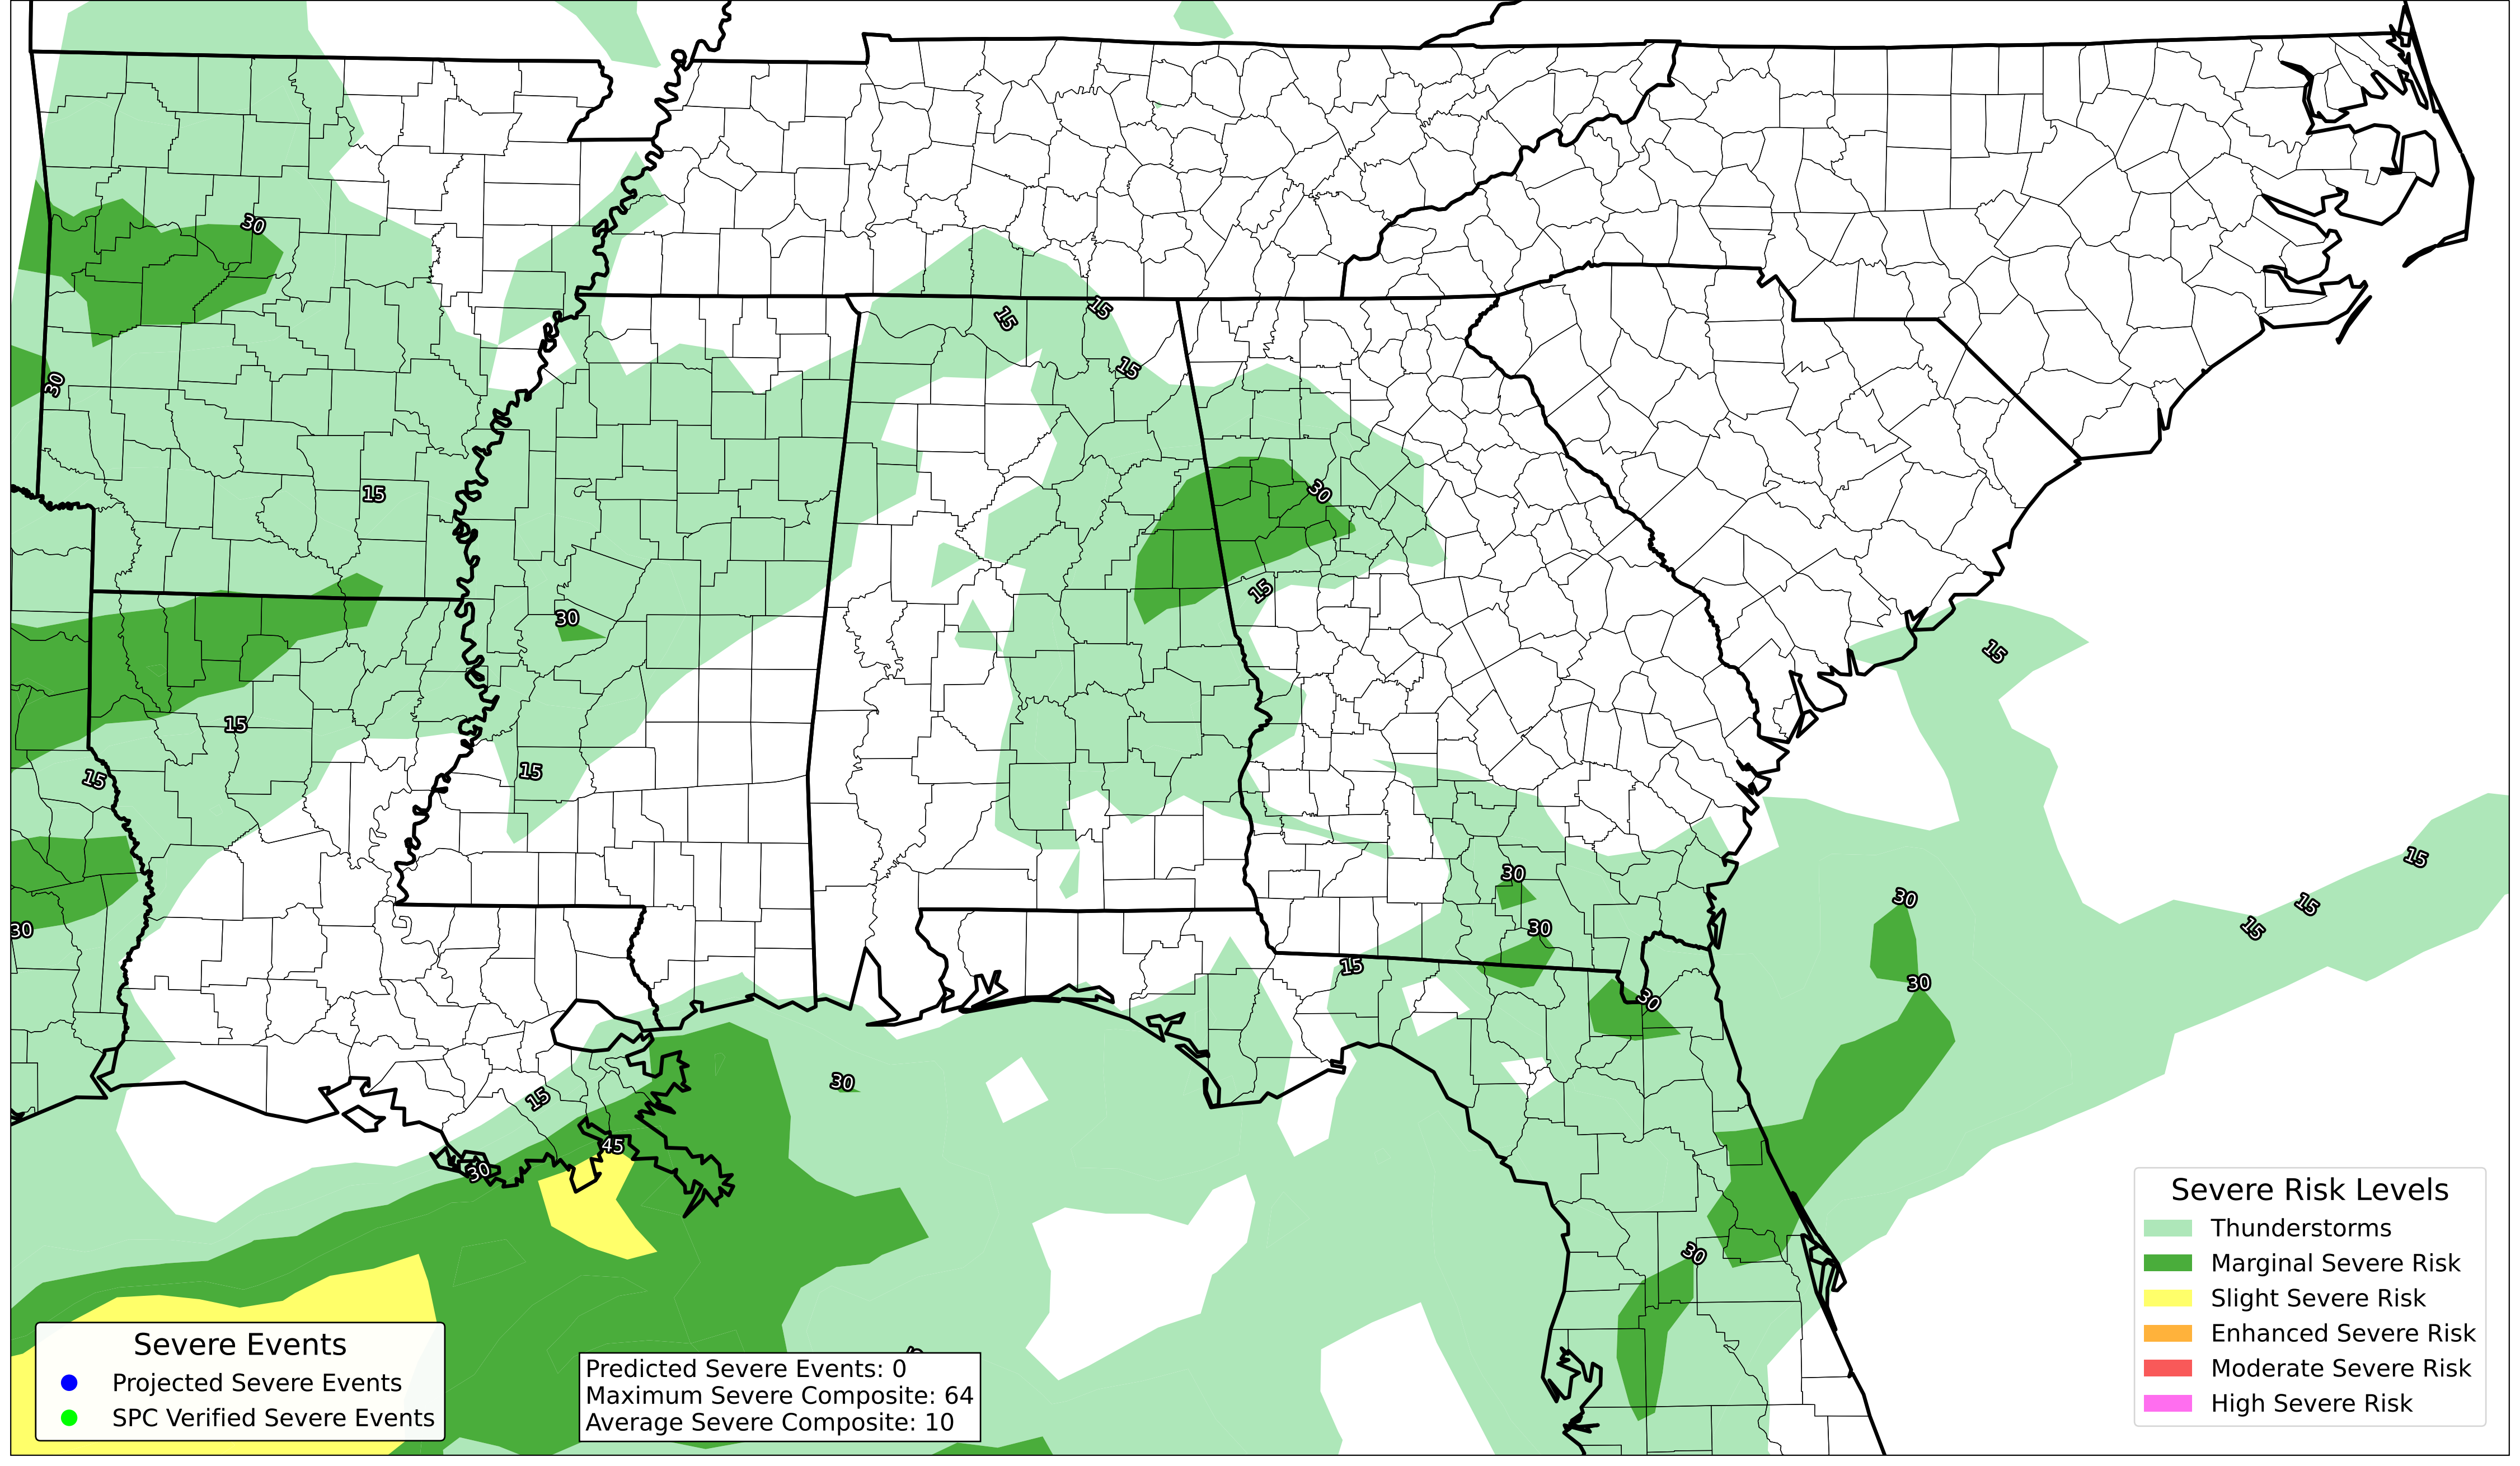 30
15
15
15
30
30
15
15
30
15
15
15
15
30
15
30
30
15
15
30
15
30
15
30
30
30
15
45
30
30
Severe Events
Projected Severe Events
SPC Verified Severe Events
Predicted Severe Events: 0
Maximum Severe Composite: 64
Average Severe Composite: 10
Severe Risk Levels
Thunderstorms
Marginal Severe Risk
Slight Severe Risk
Enhanced Severe Risk
Moderate Severe Risk
High Severe Risk